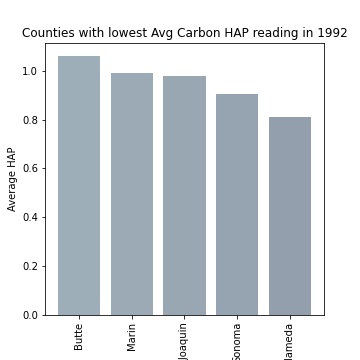 Counties with lowest Avg Carbon HAP reading in 1992
Average HAP
1.0
0.8
0.6
0.4
0.2
0.0
Butte
Marin
Joaquin
Sonoma
lameda